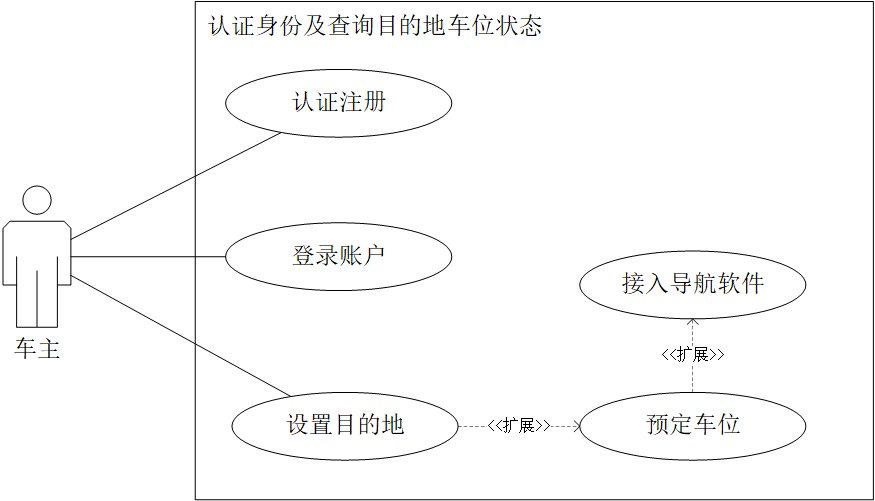 认证身份及查询目的地车位状态
认证注册
登录账户
接入导航软件
车主
<<扩展>>
设置目的地
<<扩展>>
预定车位